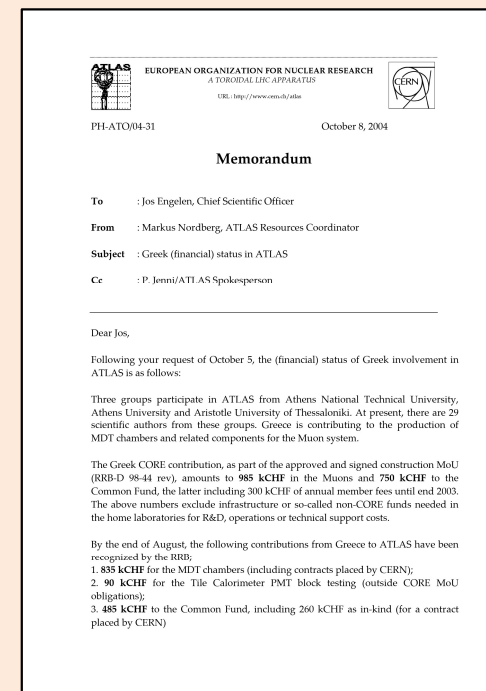 ATLAS
EUROPEAN ORGANIZATION FOR NUCLEAR RESEARCH
A TOROIDAL LHC APPARATUS
URL : http://www.cern.ch/atlas
CERN
PH-ATO/04-31 October 8, 2004
Memorandum
To : Jos Engelen, Chief Scientific Officer
From : Markus Nordberg, ATLAS Resources Coordinator
Subject : Greek (financial) status in ATLAS
Cc : P. Jenni/ATLAS Spokesperson
Dear Jos,
Following your request of October 5, the (financial) status of Greek involvement in
ATLAS is as follows:
Three groups participate in ATLAS from Athens National Technical University,
Athens University and Aristotle University of Thessaloniki. At present, there are 29
scientific authors from these groups. Greece is contributing to the production of
MDT chambers and related components for the Muon system.
The Greek CORE contribution, as part of the approved and signed construction MoU
(RRB-D 98-44 rev), amounts to 985 kCHF in the Muons and 750 kCHF to the
Common Fund, the latter including 300 kCHF of annual member fees until end 2003.
The above numbers exclude infrastructure or so-called non-CORE funds needed in
the home laboratories for R&D, operations or technical support costs.
By the end of August, the following contributions from Greece to ATLAS have been
recognized by the RRB;
1. 835 kCHF for the MDT chambers (including contracts placed by CERN);
2. 90 kCHF for the Tile Calorimeter PMT block testing (outside CORE MoU
obligations);
3. 485 kCHF to the Common Fund, including 260 kCHF as in-kind (for a contract
placed by CERN)